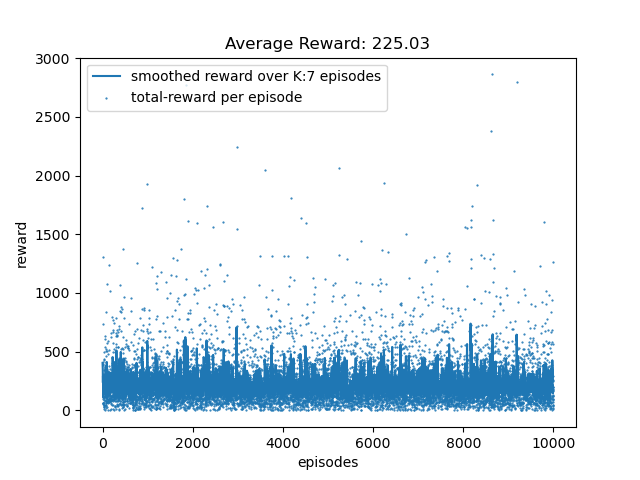 Average Reward: 225.03
3000
2500
2000
1500
1000
500
0
smoothed reward over K:7 episodes
total-reward per episode
reward
0
2000
4000
6000
8000
10000
episodes